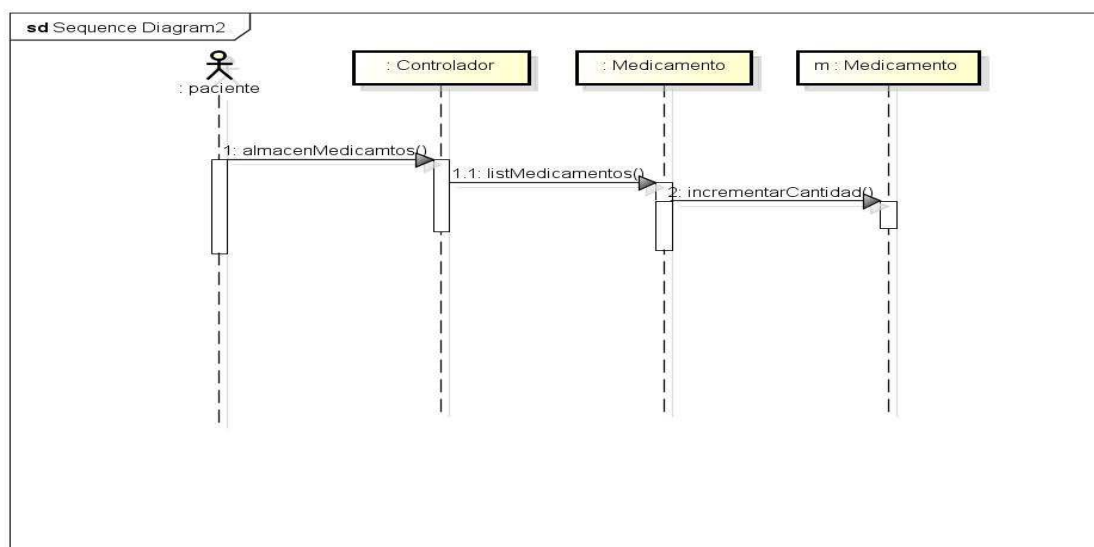 sd Sequence Diagram2
: paciente
: Controlador
: Medicamento
m : Medicamento
1: almacenMedicamtos()
1.1: listMedicamentos()
2: incrementarCantidad()